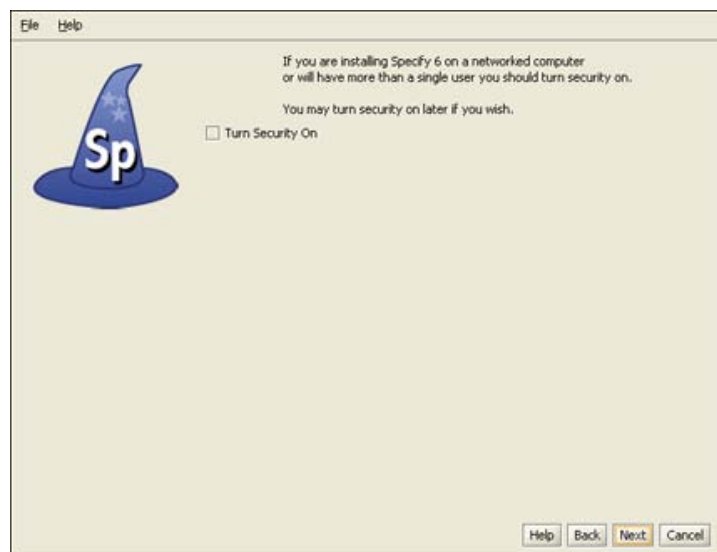 File Help
If you are installing Specify 6 on a networked computer
or will have more than a single user you should turn security on.
You may turn security on later if you wish.
Turn Security On
Sp
Help Back Next Cancel